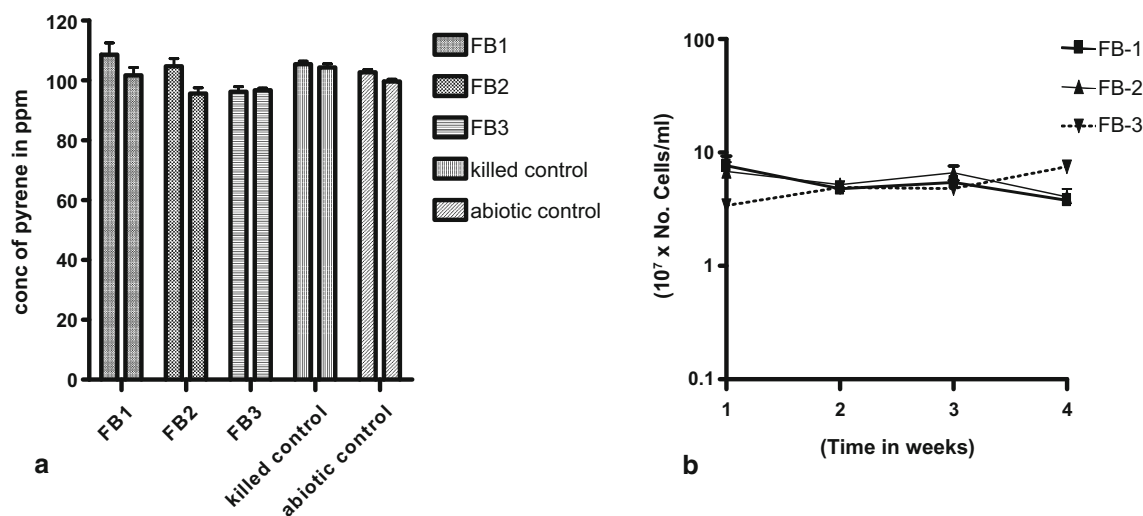 120
100
80
60
40
20
0
conc of pyrene in ppm
FB1
FB2
FB3
killed control
abiotic control
FB1
FB2
FB3
killed control
abiotic control
a
100
10
1
0.1
(10⁷ x No. Cells/ml)
1 2 3 4
(Time in weeks)
FB-1
FB-2
FB-3
b